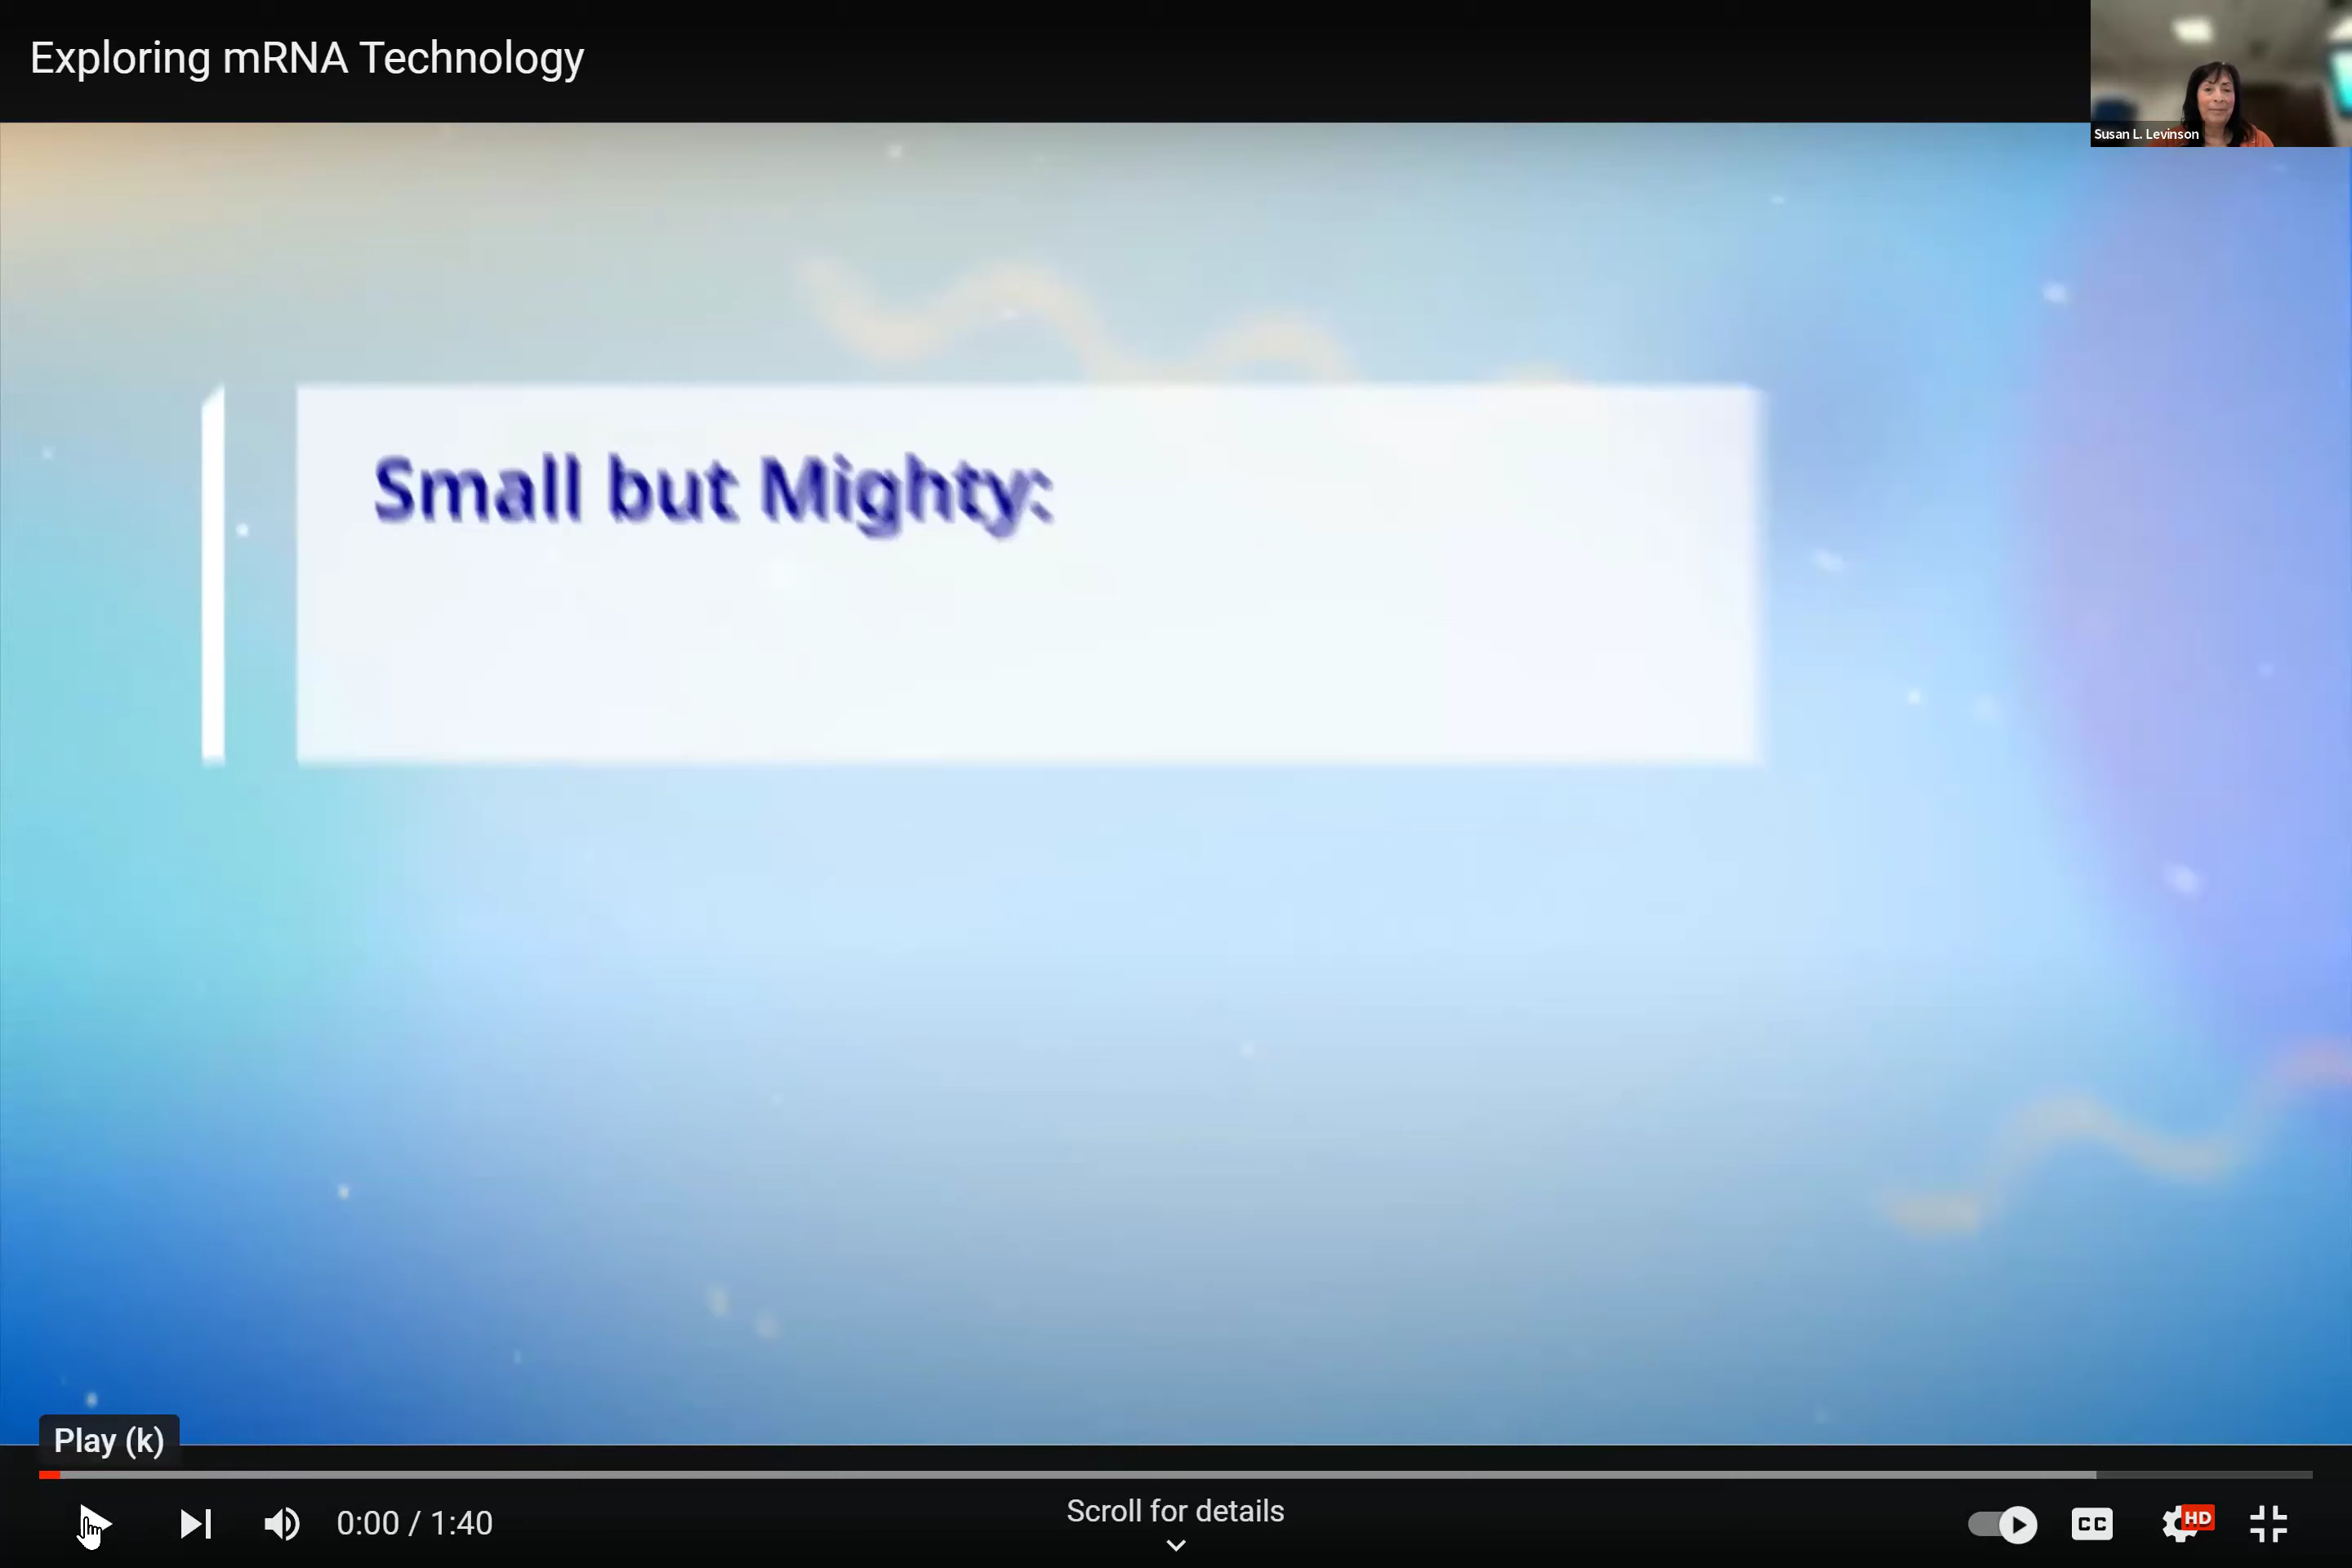 Exploring mRNA Technology
Susan L. Levinson
Small but Mighty:
Play (k)
0:00 / 1:40
Scroll for details
CC
HD